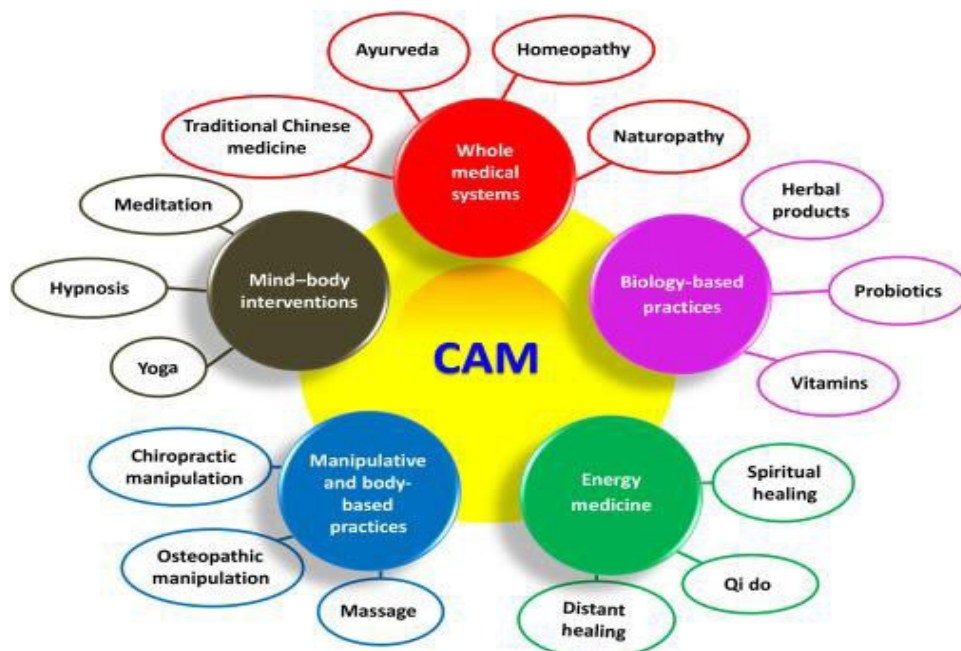 Ayurveda
Homeopathy
Traditional Chinese
medicine
Whole
medical
systems
Naturopathy
Meditation
Hypnosis
Yoga
Mind–body
interventions
Herbal
products
Biology-based
practices
Probiotics
Vitamins
CAM
Chiropractic
manipulation
Osteopathic
manipulation
Massage
Manipulative
and body-
based
practices
Energy
medicine
Spiritual
healing
Qi do
Distant
healing